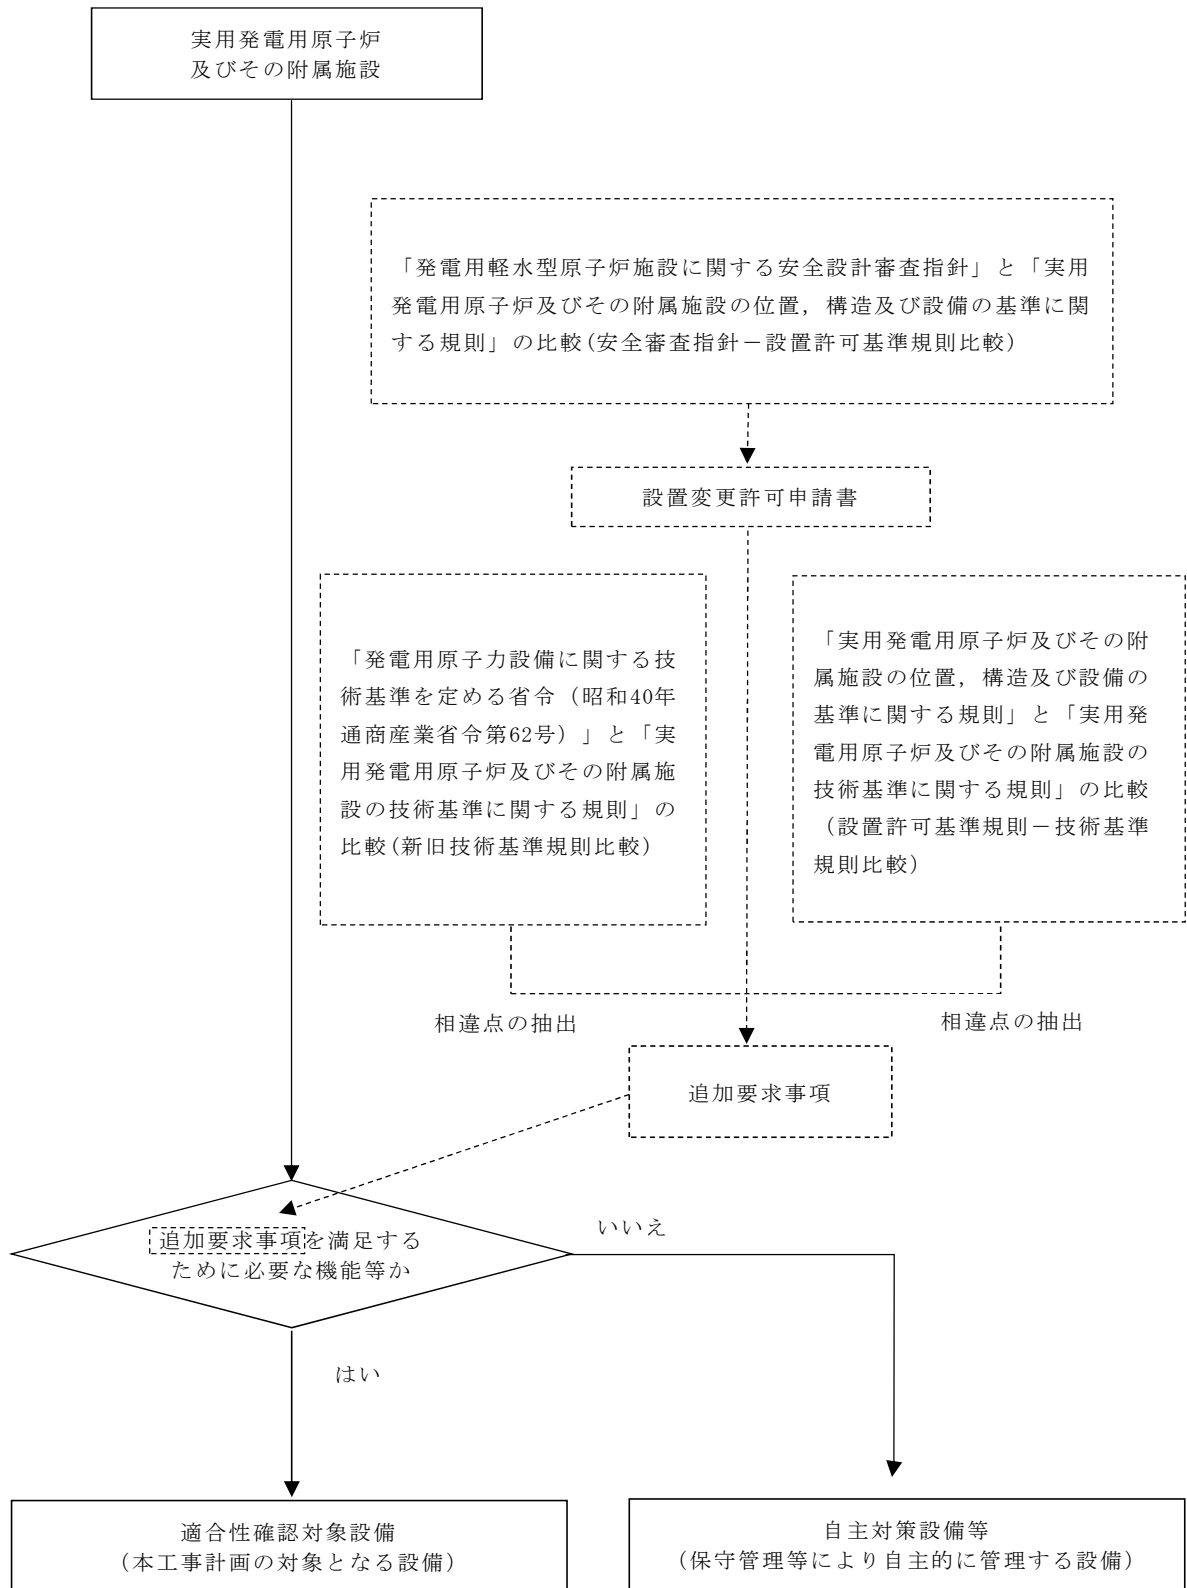 実用発電用原子炉
及びその附属施設
「発電用軽水型原子炉施設に関する安全設計審査指針」と「実用
発電用原子炉及びその附属施設の位置，構造及び設備の基準に関
する規則」の比較(安全審査指針－設置許可基準規則比較)
設置変更許可申請書
「発電用原子力設備に関する技
術基準を定める省令（昭和40年
通商産業省令第62号）」と「実
用発電用原子炉及びその附属施
設の技術基準に関する規則」の
比較(新旧技術基準規則比較)
「実用発電用原子炉及びその附
属施設の位置，構造及び設備の
基準に関する規則」と「実用発
電用原子炉及びその附属施設の
技術基準に関する規則」の比較
（設置許可基準規則－技術基準
規則比較）
相違点の抽出
相違点の抽出
追加要求事項
追加要求事項を満足する
ために必要な機能等か
いいえ
はい
適合性確認対象設備
（本工事計画の対象となる設備）
自主対策設備等
（保守管理等により自主的に管理する設備）